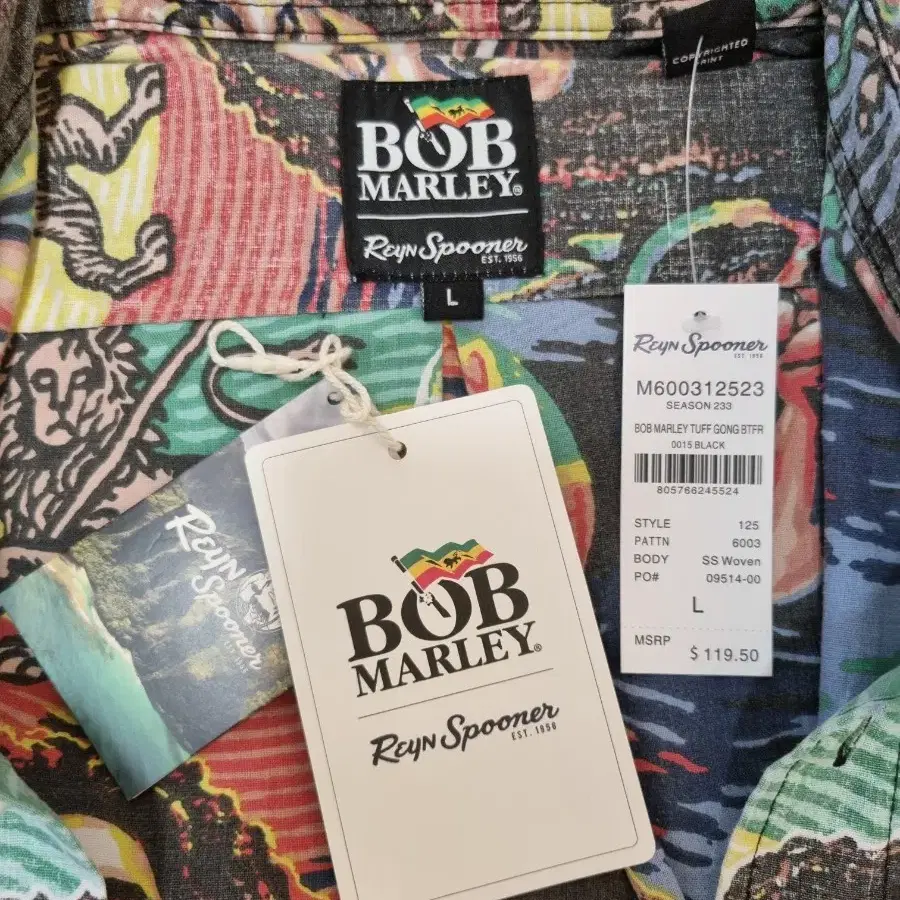 COPYRIGHTED
PRINT
BOB
MARLEY®
Reyn Spooner
EST. 1956
L
Reyn Spooner
EST. 1956
M600312523
SEASON 233
BOB MARLEY TUFF GONG BTFR
0015 BLACK
805766245524
STYLE 125
PATTN 6003
BODY SS Woven
PO# 09514-00
L
MSRP $119.50
Reyn
Spooner
BOB
MARLEY®
Reyn Spooner
EST. 1956